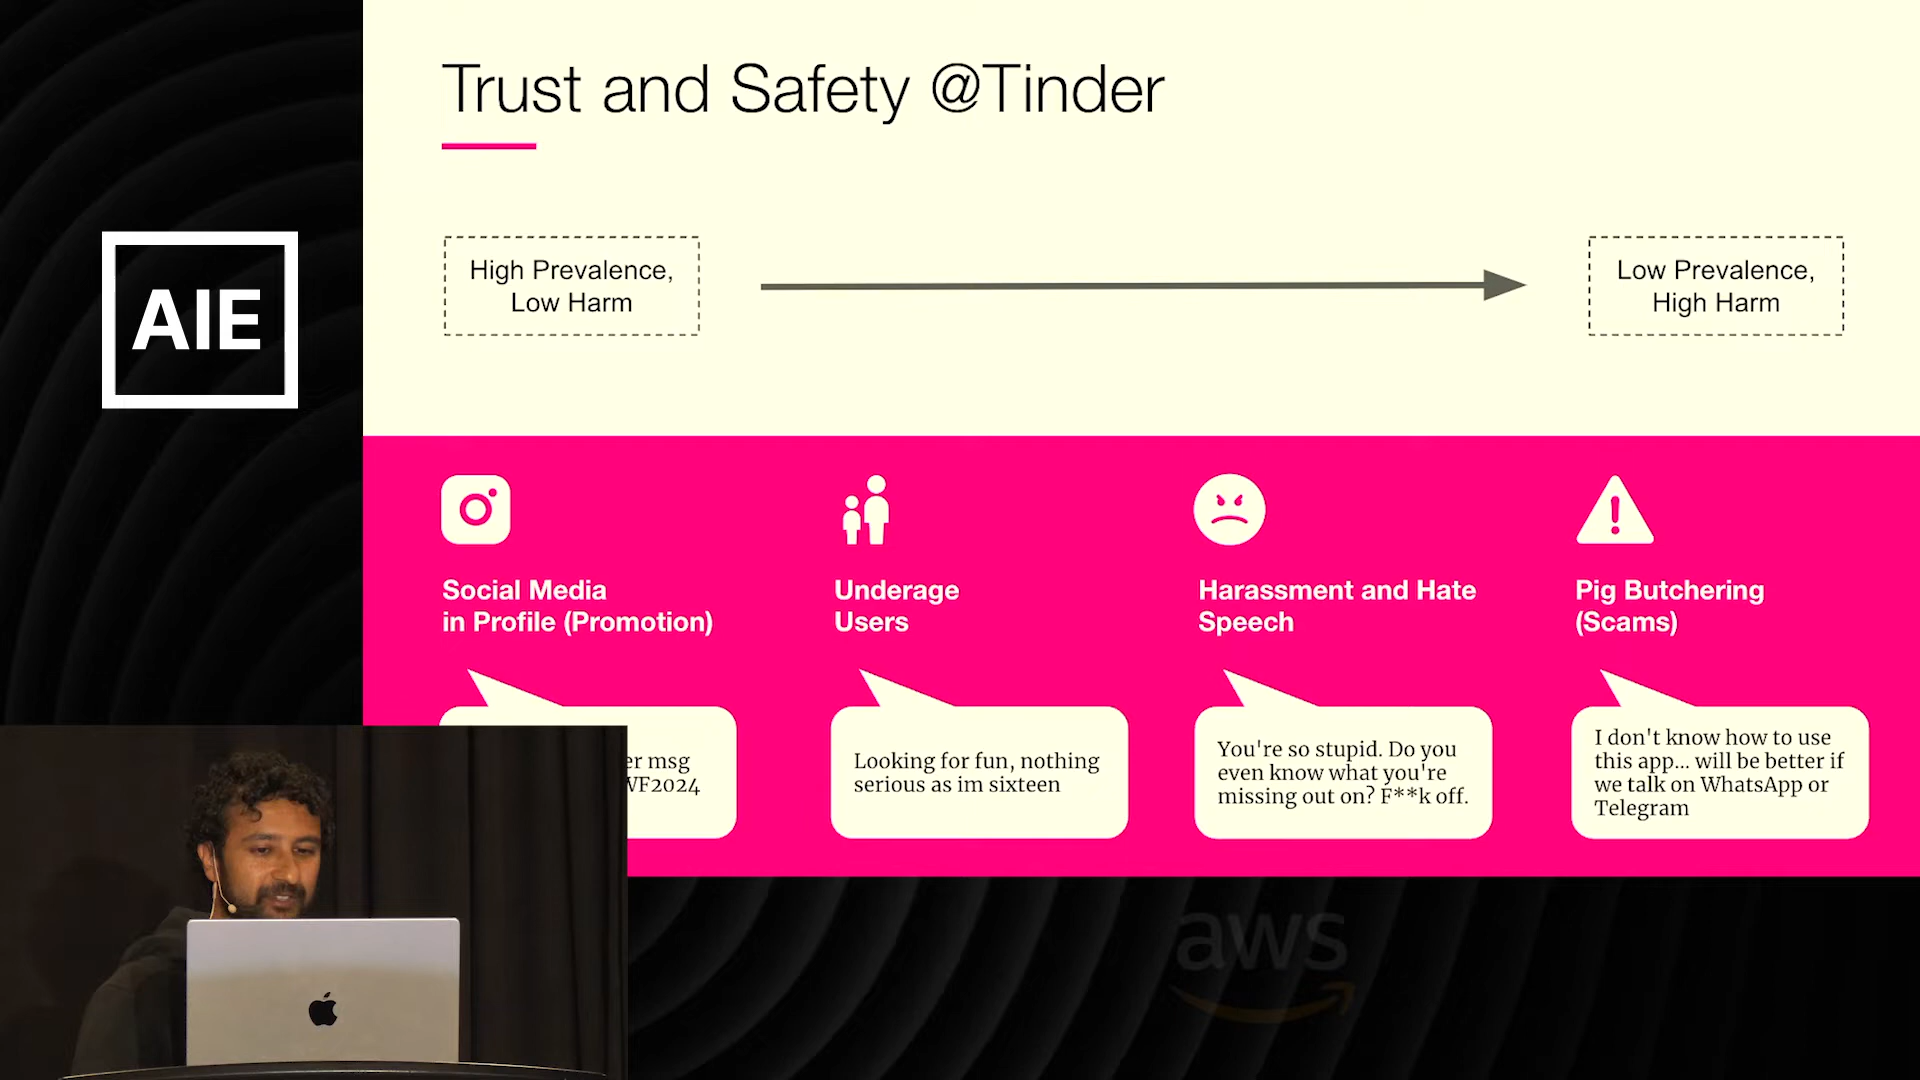 Trust and Safety @Tinder
High Prevalence,
Low Harm
Low Prevalence,
High Harm
AIE
Social Media
in Profile (Promotion)
Underage
Users
Harassment and Hate
Speech
Pig Butchering
(Scams)
msg
Looking for fun, nothing
serious as im sixteen
You're so stupid. Do you
even know what you're
missing out on? F**k off.
I don't know how to use
this app... will be better if
we talk on WhatsApp or
Telegram
aws